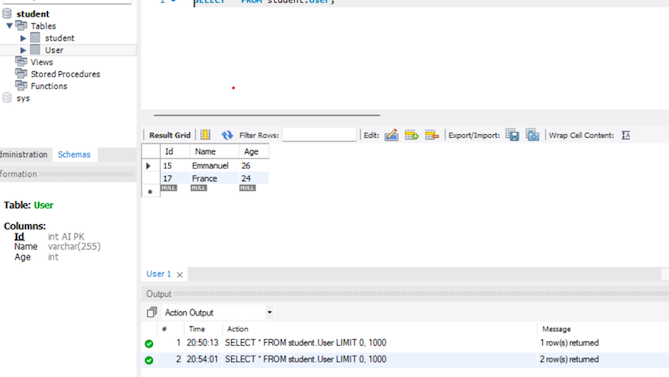 1 SELECT * FROM student.User;
student
Tables
student
User
Views
Stored Procedures
Functions
sys
Result Grid Filter Rows: Edit: Export/Import: Wrap Cell Content:
Id Name Age
15 Emmanuel 26
17 France 24
NULL NULL NULL
dministration Schemas
formation
Table: User
Columns:
Id int AI PK
Name varchar(255)
Age int
User 1
Output
Action Output
# Time Action Message
1 20:50:13 SELECT * FROM student.User LIMIT 0, 1000 1 row(s) returned
2 20:54:01 SELECT * FROM student.User LIMIT 0, 1000 2 row(s) returned